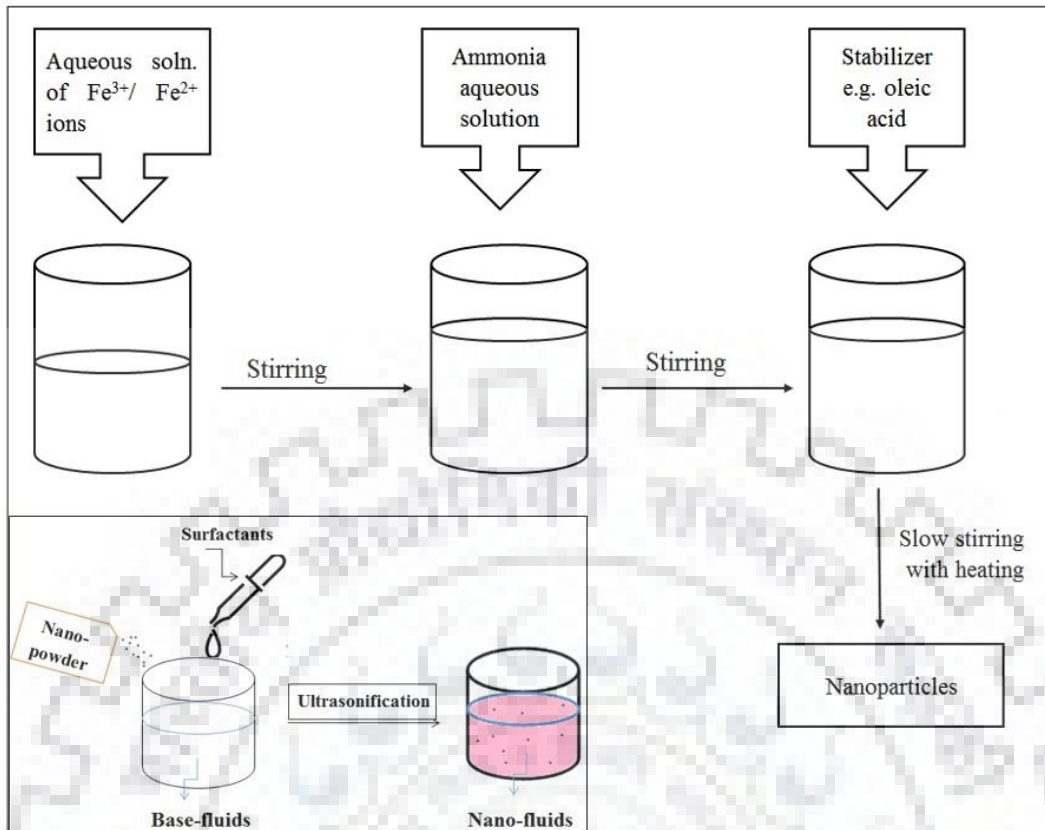 Aqueous soln.
of Fe³⁺/ Fe²⁺
ions
Ammonia
aqueous
solution
Stabilizer
e.g. oleic
acid
Stirring
Stirring
Slow stirring
with heating
Nanoparticles
Surfactants
Nano-
powder
Ultrasonification
Base-fluids
Nano-fluids